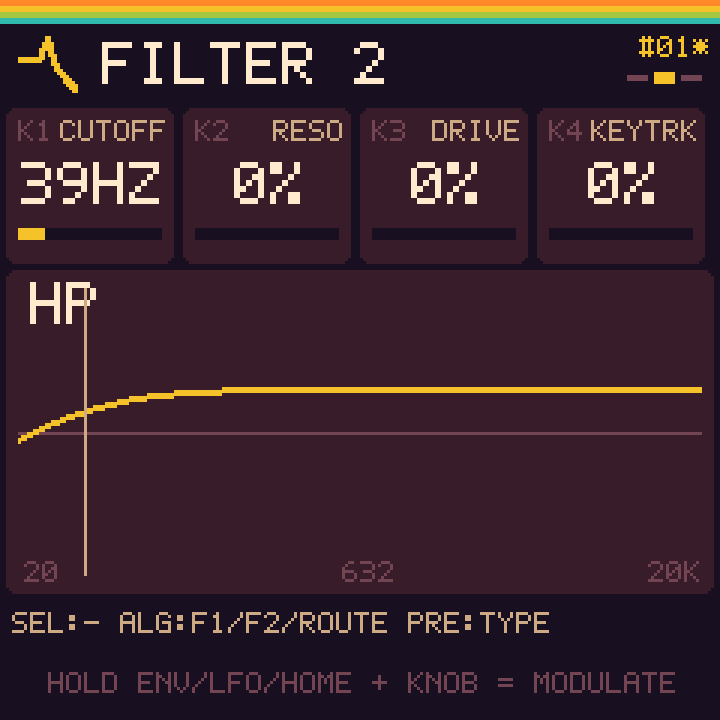 FILTER 2 #01*
K1 CUTOFF K2 RESO K3 DRIVE K4 KEYTRK
39HZ 0% 0% 0%
HP
20 632 20K
SEL:- ALG:F1/F2/ROUTE PRE:TYPE
HOLD ENV/LFO/HOME + KNOB = MODULATE